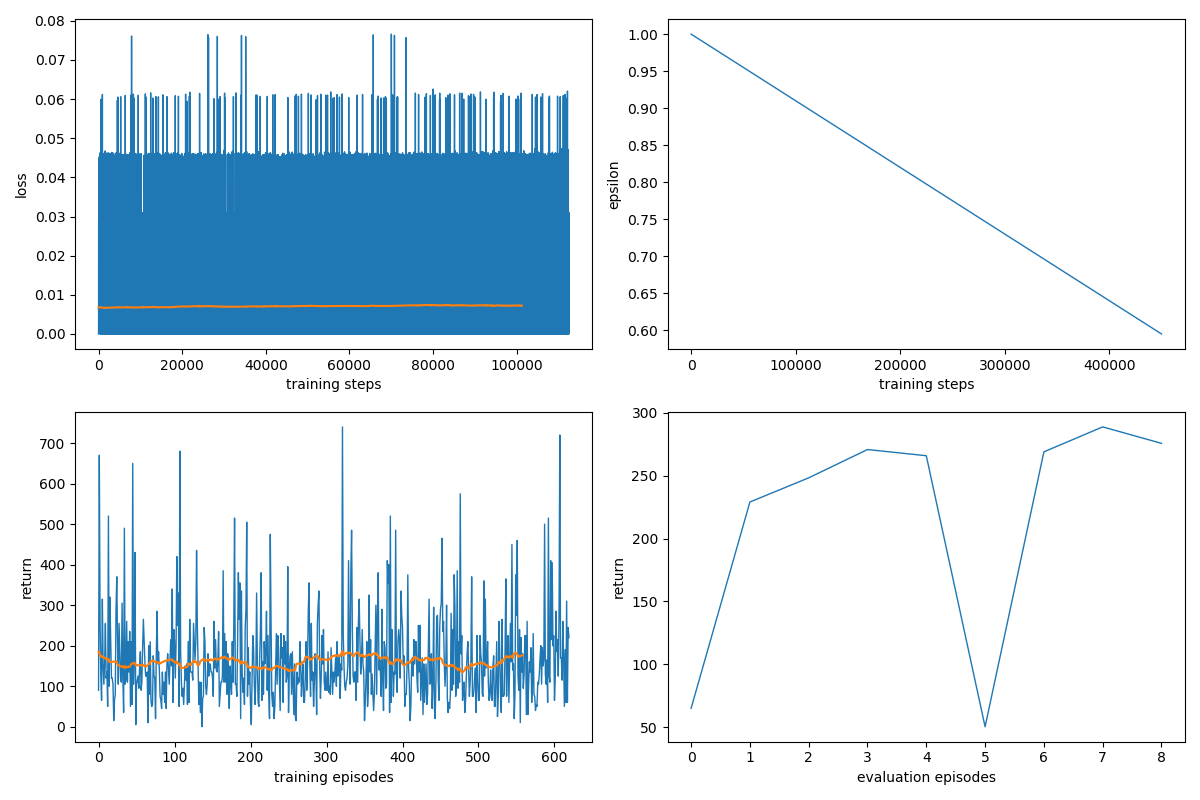 0.08
0.07
0.06
0.05
0.04
0.03
0.02
0.01
0.00
loss
0 20000 40000 60000 80000 100000
training steps
1.00
0.95
0.90
0.85
0.80
0.75
0.70
0.65
0.60
epsilon
0 100000 200000 300000 400000
training steps
700
600
500
400
300
200
100
0
return
0 100 200 300 400 500 600
training episodes
300
250
200
150
100
50
return
0 1 2 3 4 5 6 7 8
evaluation episodes